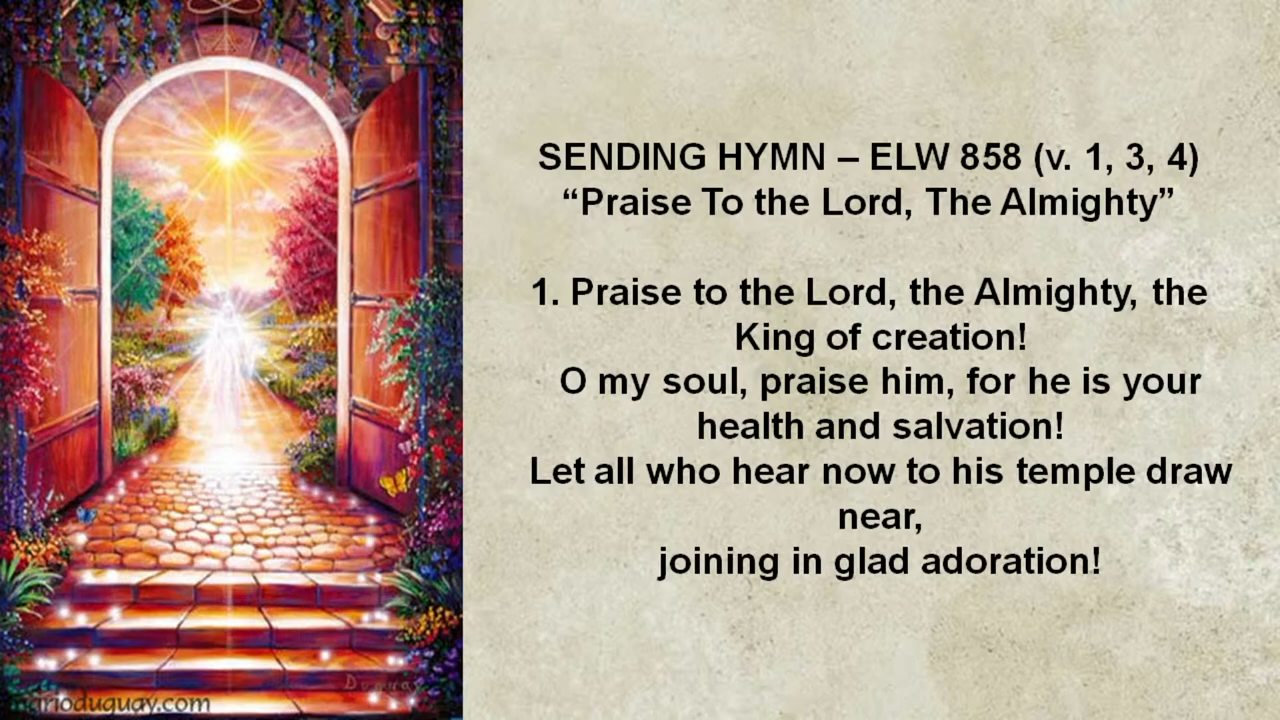 SENDING HYMN – ELW 858 (v. 1, 3, 4)
“Praise To the Lord, The Almighty”
1. Praise to the Lord, the Almighty, the
King of creation!
O my soul, praise him, for he is your
health and salvation!
Let all who hear now to his temple draw
near,
joining in glad adoration!
Duguay
marioduguay.com